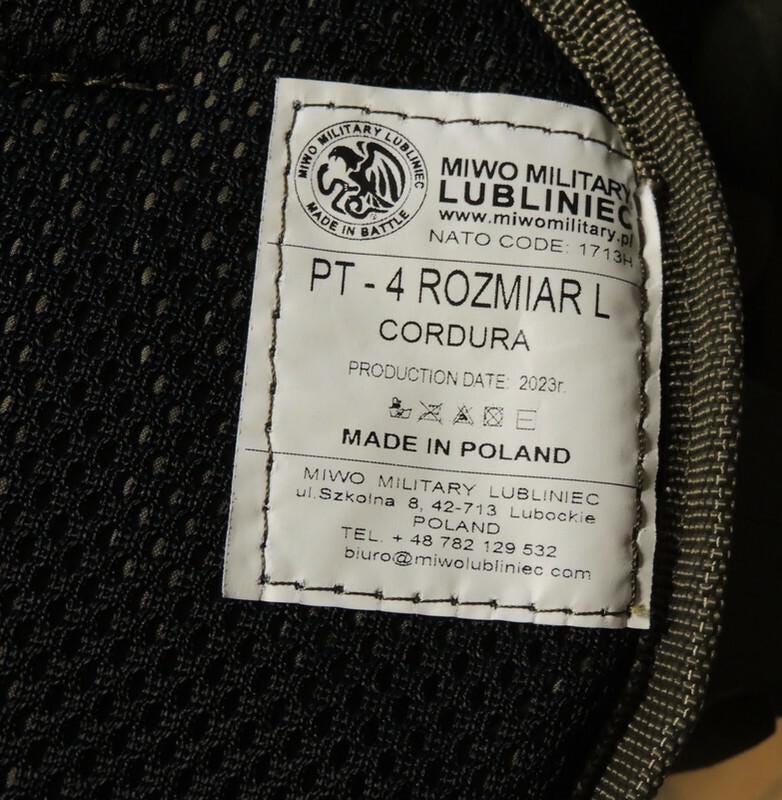 MIWO MILITARY LUBLINIEC
MADE IN BATTLE
MIWO MILITARY
LUBLINIEC
www.miwomilitary.pl
NATO CODE: 1713H
PT - 4 ROZMIAR L
CORDURA
PRODUCTION DATE: 2023r.
MADE IN POLAND
MIWO MILITARY LUBLINIEC
ul.Szkolna 8, 42-713 Lubockie
POLAND
TEL. + 48 782 129 532
biuro@miwolubliniec com